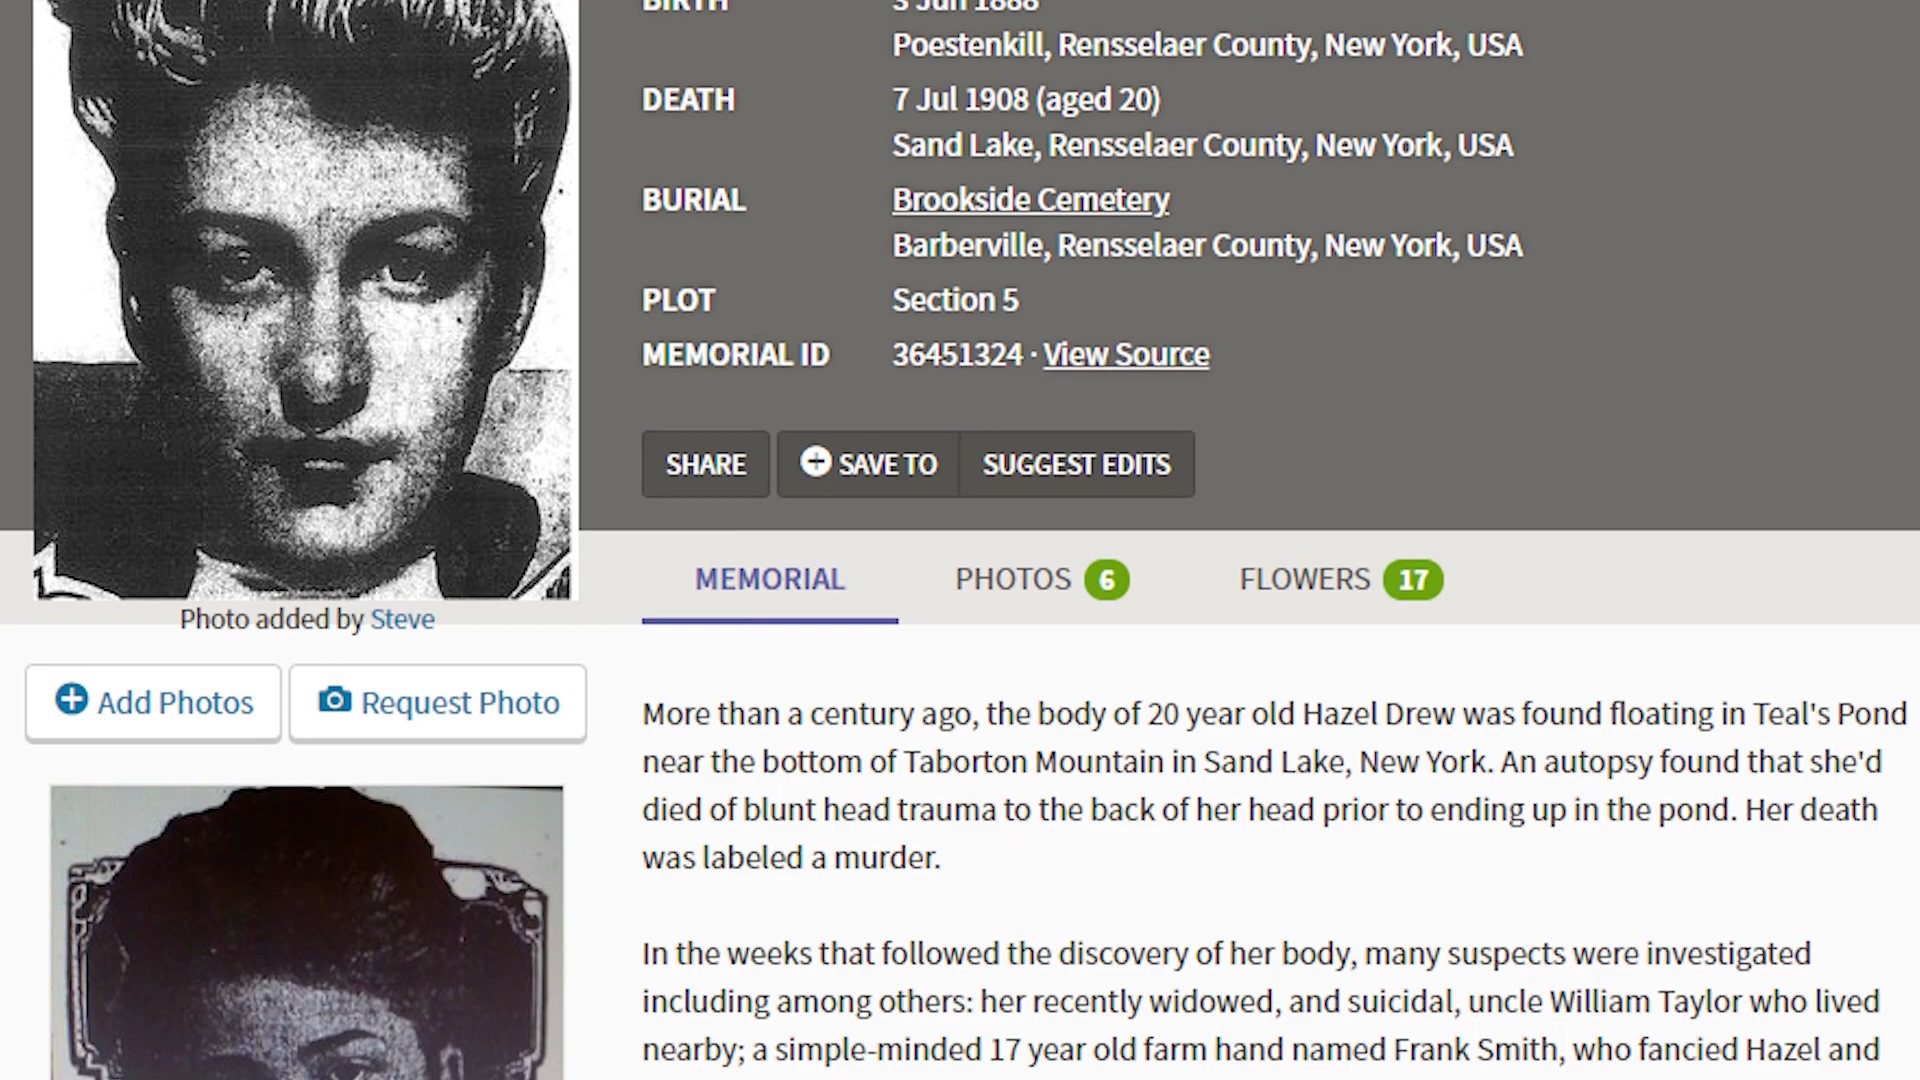 BIRTH 3 Jun 1888
Poestenkill, Rensselaer County, New York, USA
DEATH 7 Jul 1908 (aged 20)
Sand Lake, Rensselaer County, New York, USA
BURIAL Brookside Cemetery
Barberville, Rensselaer County, New York, USA
PLOT Section 5
MEMORIAL ID 36451324 · View Source
SHARE SAVE TO SUGGEST EDITS
MEMORIAL PHOTOS 6 FLOWERS 17
Photo added by Steve
Add Photos Request Photo
More than a century ago, the body of 20 year old Hazel Drew was found floating in Teal's Pond
near the bottom of Taborton Mountain in Sand Lake, New York. An autopsy found that she'd
died of blunt head trauma to the back of her head prior to ending up in the pond. Her death
was labeled a murder.
In the weeks that followed the discovery of her body, many suspects were investigated
including among others: her recently widowed, and suicidal, uncle William Taylor who lived
nearby; a simple-minded 17 year old farm hand named Frank Smith, who fancied Hazel and